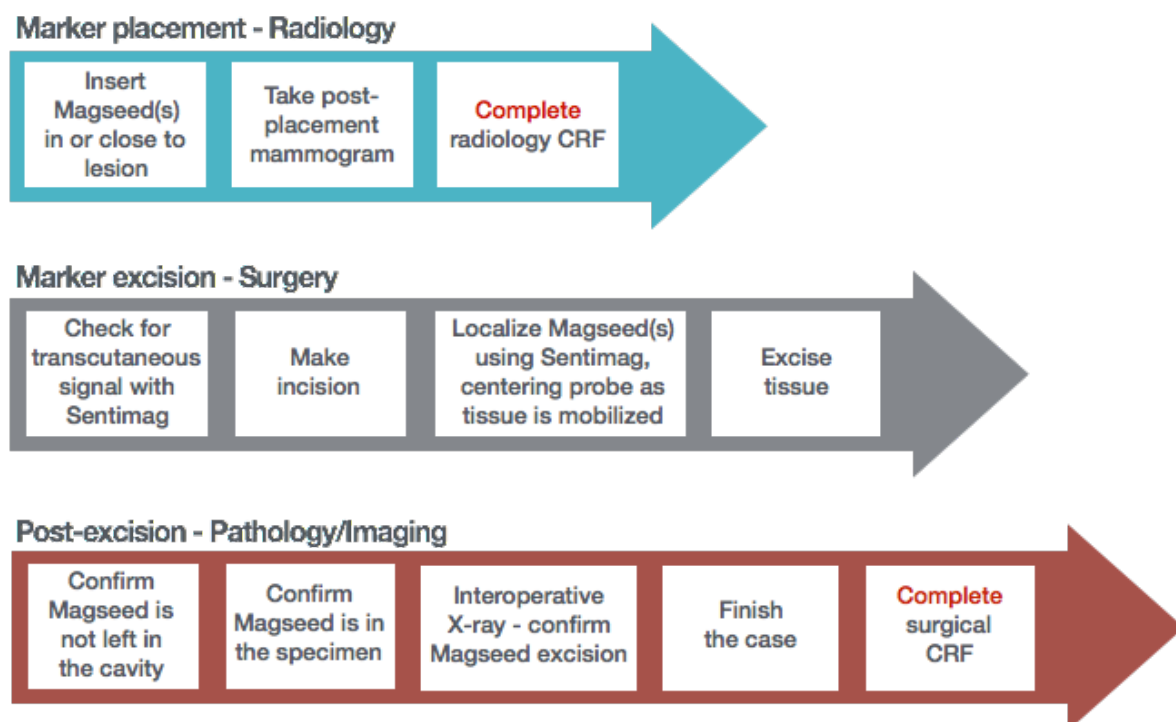 Marker placement - Radiology
Insert
Magseed(s)
in or close to
lesion
Take post-
placement
mammogram
Complete
radiology CRF
Marker excision - Surgery
Check for
transcutaneous
signal with
Sentimag
Make
incision
Localize Magseed(s)
using Sentimag,
centering probe as
tissue is mobilized
Excise
tissue
Post-excision - Pathology/Imaging
Confirm
Magseed is
not left in
the cavity
Confirm
Magseed is in
the specimen
Interoperative
X-ray - confirm
Magseed excision
Finish
the case
Complete
surgical
CRF